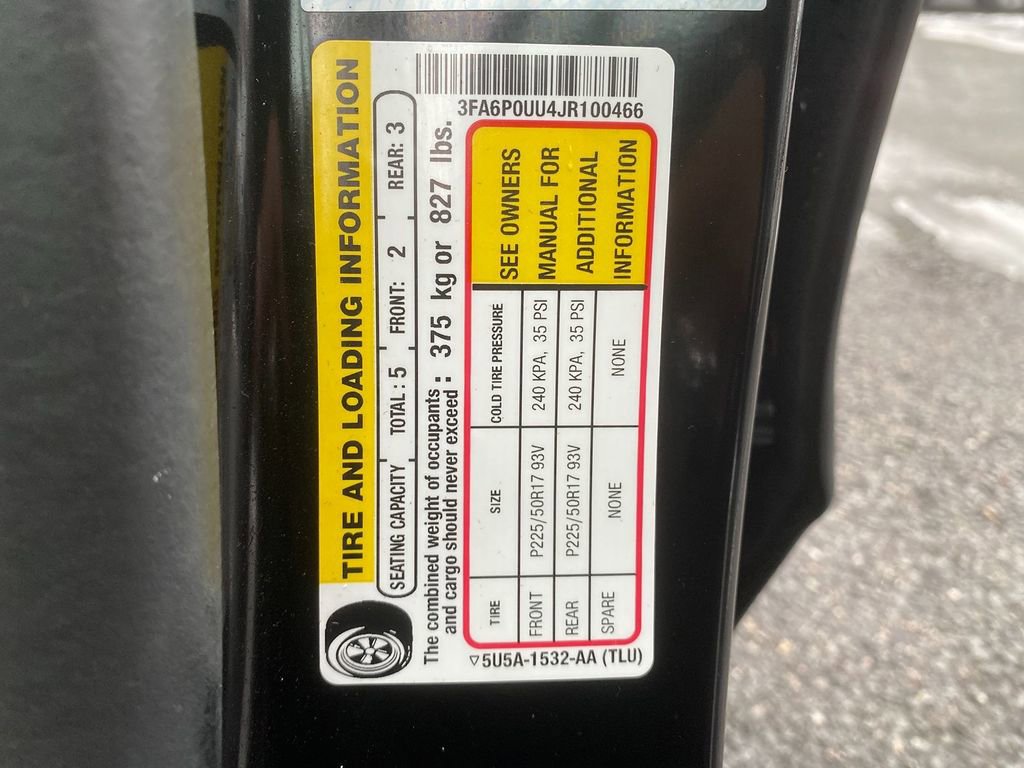 TIRE AND LOADING INFORMATION
SEATING CAPACITY TOTAL : 5 FRONT: 2 REAR: 3
The combined weight of occupants
and cargo should never exceed : 375 kg or 827 lbs.
3FA6P0UU4JR100466
TIRE SIZE COLD TIRE PRESSURE
FRONT P225/50R17 93V 240 KPA, 35 PSI
REAR P225/50R17 93V 240 KPA, 35 PSI
SPARE NONE NONE
SEE OWNERS
MANUAL FOR
ADDITIONAL
INFORMATION
▽5U5A-1532-AA (TLU)